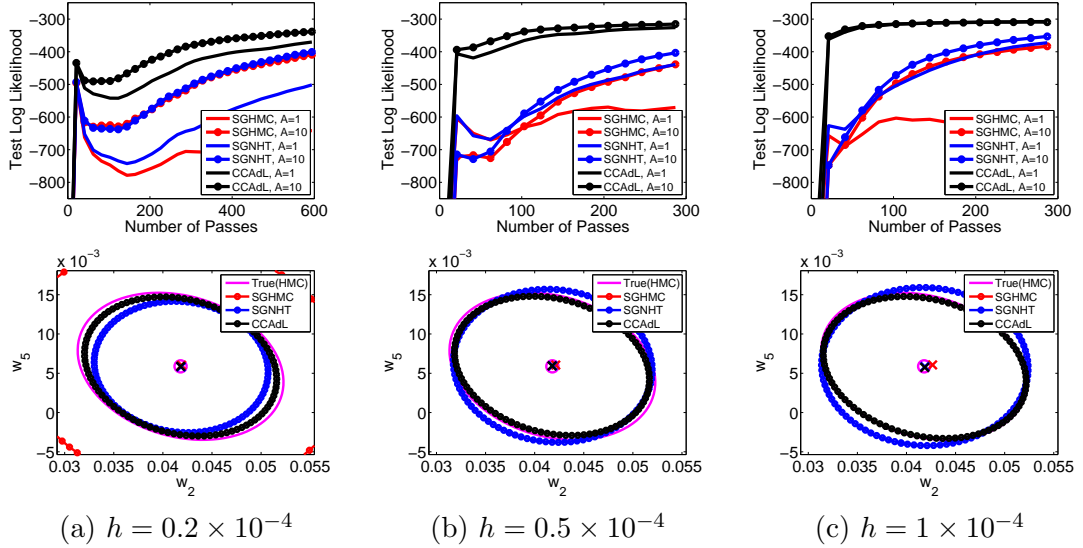 −300
−400
−500
−600
−700
−800
Test Log Likelihood
SGHMC, A=1
SGHMC, A=10
SGNHT, A=1
SGNHT, A=10
CCAdL, A=1
CCAdL, A=10
0 200 400 600
Number of Passes
−300
−400
−500
−600
−700
−800
Test Log Likelihood
SGHMC, A=1
SGHMC, A=10
SGNHT, A=1
SGNHT, A=10
CCAdL, A=1
CCAdL, A=10
0 100 200 300
Number of Passes
−300
−400
−500
−600
−700
−800
Test Log Likelihood
SGHMC, A=1
SGHMC, A=10
SGNHT, A=1
SGNHT, A=10
CCAdL, A=1
CCAdL, A=10
0 100 200 300
Number of Passes
x 10⁻³
15
10
5
0
−5
w₅
True(HMC)
SGHMC
SGNHT
CCAdL
0.03 0.035 0.04 0.045 0.05 0.055
w₂
x 10⁻³
15
10
5
0
−5
w₅
True(HMC)
SGHMC
SGNHT
CCAdL
0.03 0.035 0.04 0.045 0.05 0.055
w₂
x 10⁻³
15
10
5
0
−5
w₅
True(HMC)
SGHMC
SGNHT
CCAdL
0.03 0.035 0.04 0.045 0.05 0.055
w₂
(a) h = 0.2 × 10⁻⁴
(b) h = 0.5 × 10⁻⁴
(c) h = 1 × 10⁻⁴